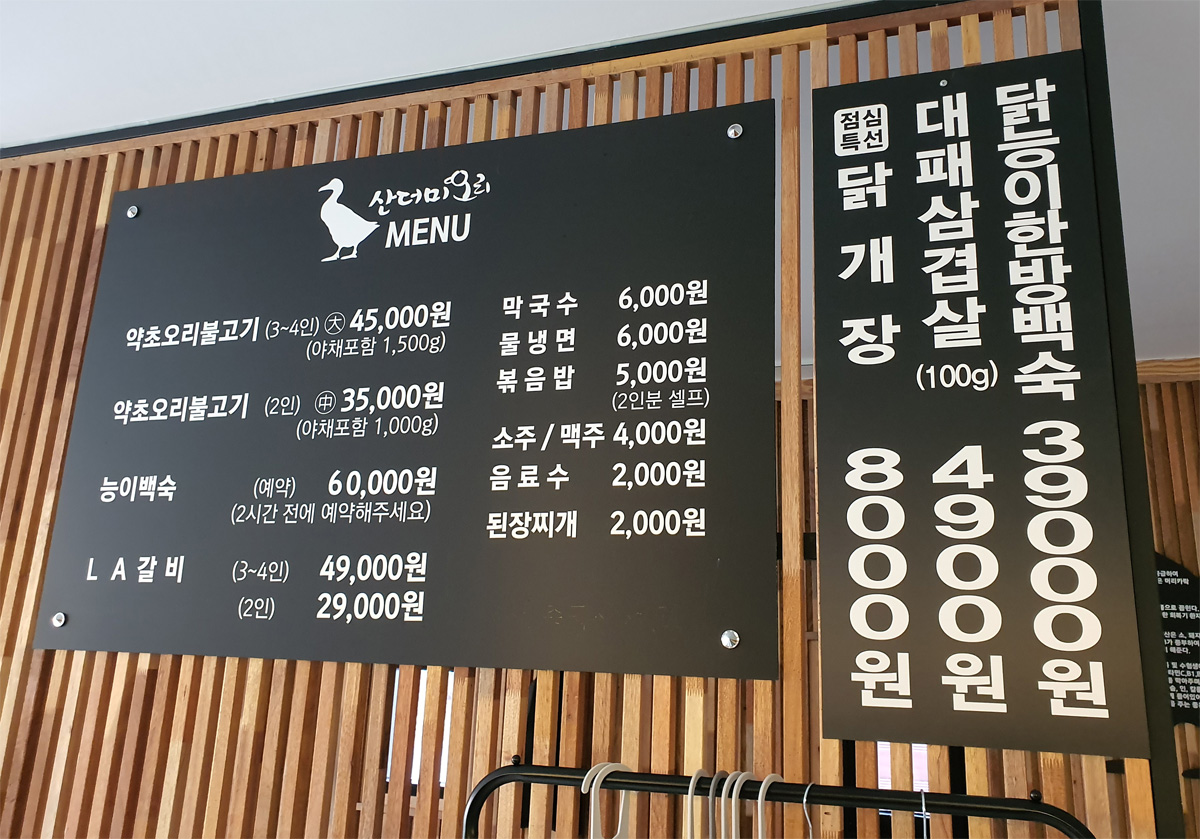 산더미오리
MENU
약초오리불고기 (3~4인) ㊅ 45,000원
(야채포함 1,500g)
약초오리불고기 (2인) ㊥ 35,000원
(야채포함 1,000g)
능이백숙 (예약) 60,000원
(2시간 전에 예약해주세요)
LA갈비 (3~4인) 49,000원
(2인) 29,000원
막국수 6,000원
물냉면 6,000원
볶음밥 5,000원
(2인분 셀프)
소주 / 맥주 4,000원
음료수 2,000원
된장찌개 2,000원
점심
특선
닭개장 8000원
대패삼겹살 (100g) 4900원
닭능이한방백숙 39000원